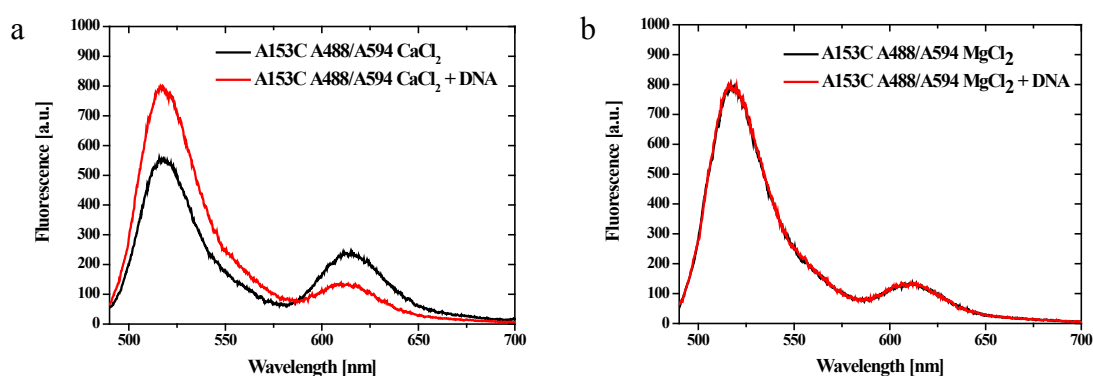 a
1000
900
800
700
600
500
400
300
200
100
0
Fluorescence [a.u.]
A153C A488/A594 CaCl2
A153C A488/A594 CaCl2 + DNA
500 550 600 650 700
Wavelength [nm]
b
1000
900
800
700
600
500
400
300
200
100
0
Fluorescence [a.u.]
A153C A488/A594 MgCl2
A153C A488/A594 MgCl2 + DNA
500 550 600 650 700
Wavelength [nm]